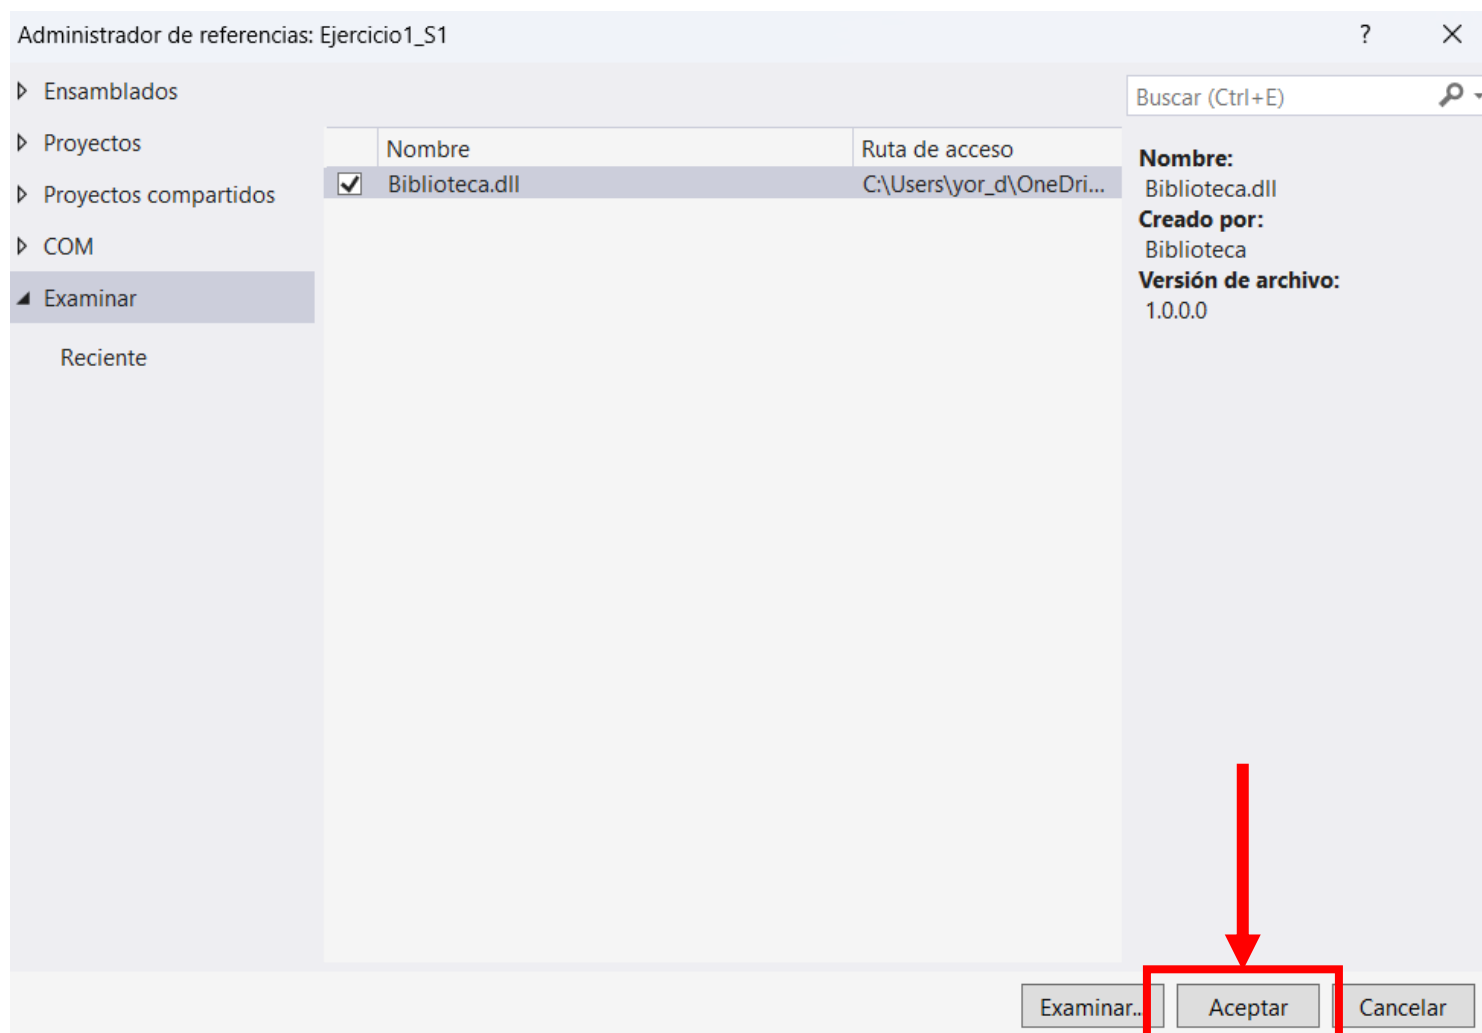 Administrador de referencias: Ejercicio1_S1
?
Ensamblados
Proyectos
Proyectos compartidos
COM
Examinar
Reciente
Nombre Ruta de acceso
Biblioteca.dll C:\Users\yor_d\OneDri...
Buscar (Ctrl+E)
Nombre:
Biblioteca.dll
Creado por:
Biblioteca
Versión de archivo:
1.0.0.0
Examinar... Aceptar Cancelar